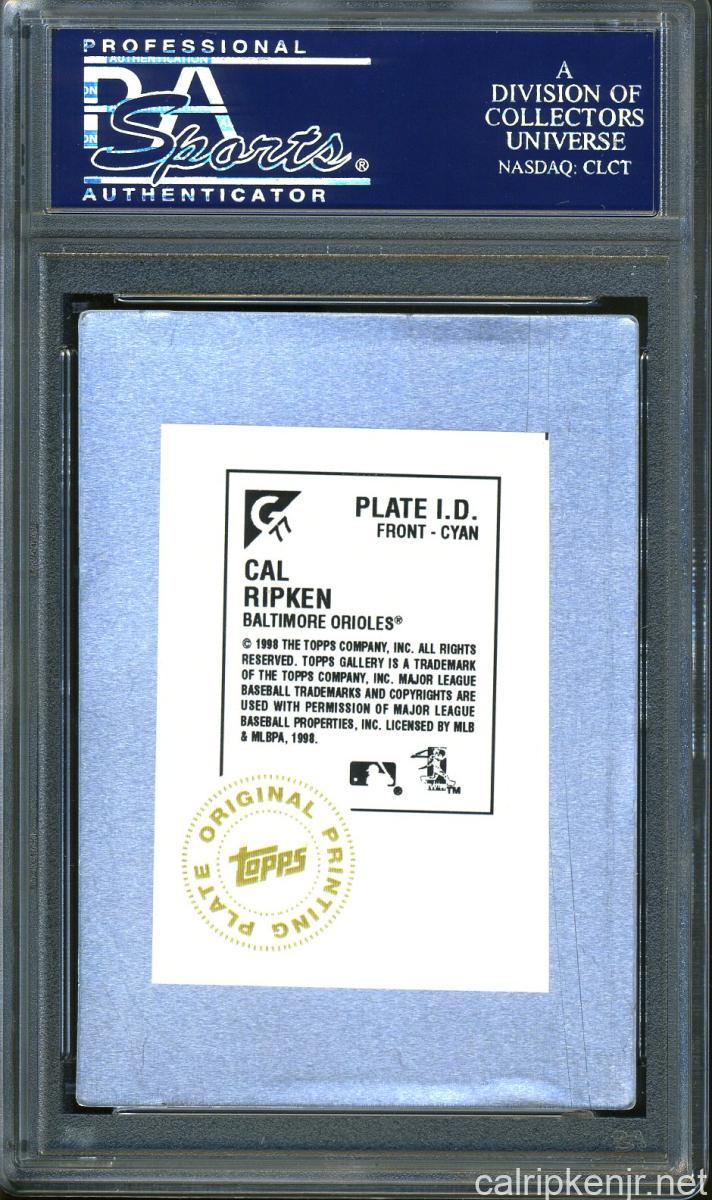 PROFESSIONAL
PSA
Sports®
AUTHENTICATOR
A
DIVISION OF
COLLECTORS
UNIVERSE
NASDAQ: CLCT
PLATE I.D.
FRONT - CYAN
CAL
RIPKEN
BALTIMORE ORIOLES®
© 1998 THE TOPPS COMPANY, INC. ALL RIGHTS
RESERVED. TOPPS GALLERY IS A TRADEMARK
OF THE TOPPS COMPANY, INC. MAJOR LEAGUE
BASEBALL TRADEMARKS AND COPYRIGHTS ARE
USED WITH PERMISSION OF MAJOR LEAGUE
BASEBALL PROPERTIES, INC. LICENSED BY MLB
& MLBPA, 1998.
TM
ORIGINAL PRINTING PLATE
topps
calripkenjr.net